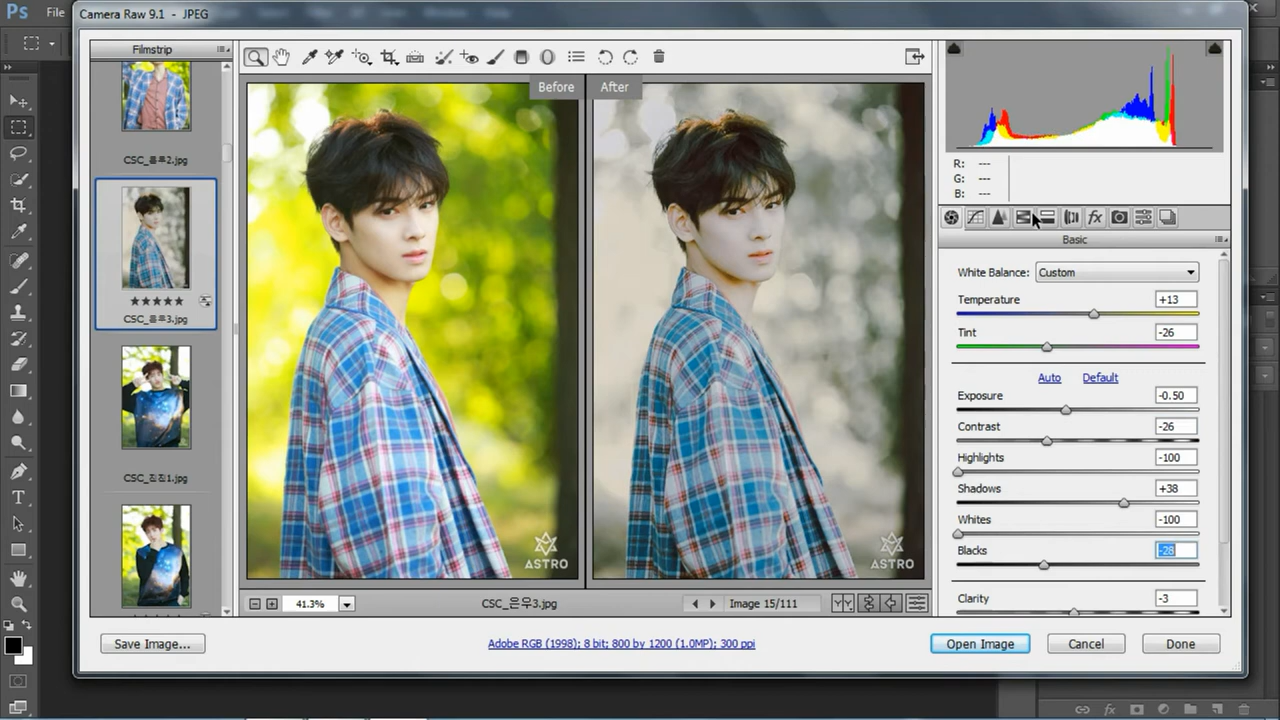 Ps File
Camera Raw 9.1 - JPEG
Filmstrip
CSC_은우2.jpg
★★★★★
CSC_은우3.jpg
CSC_진진1.jpg
Before
After
ASTRO
ASTRO
41.3%
CSC_은우3.jpg
Image 15/111
R: ---
G: ---
B: ---
fx
Basic
White Balance: Custom
Temperature +13
Tint -26
Auto Default
Exposure -0.50
Contrast -26
Highlights -100
Shadows +38
Whites -100
Blacks -28
Clarity -3
Save Image...
Adobe RGB (1998); 8 bit; 800 by 1200 (1.0MP); 300 ppi
Open Image
Cancel
Done
T
fx